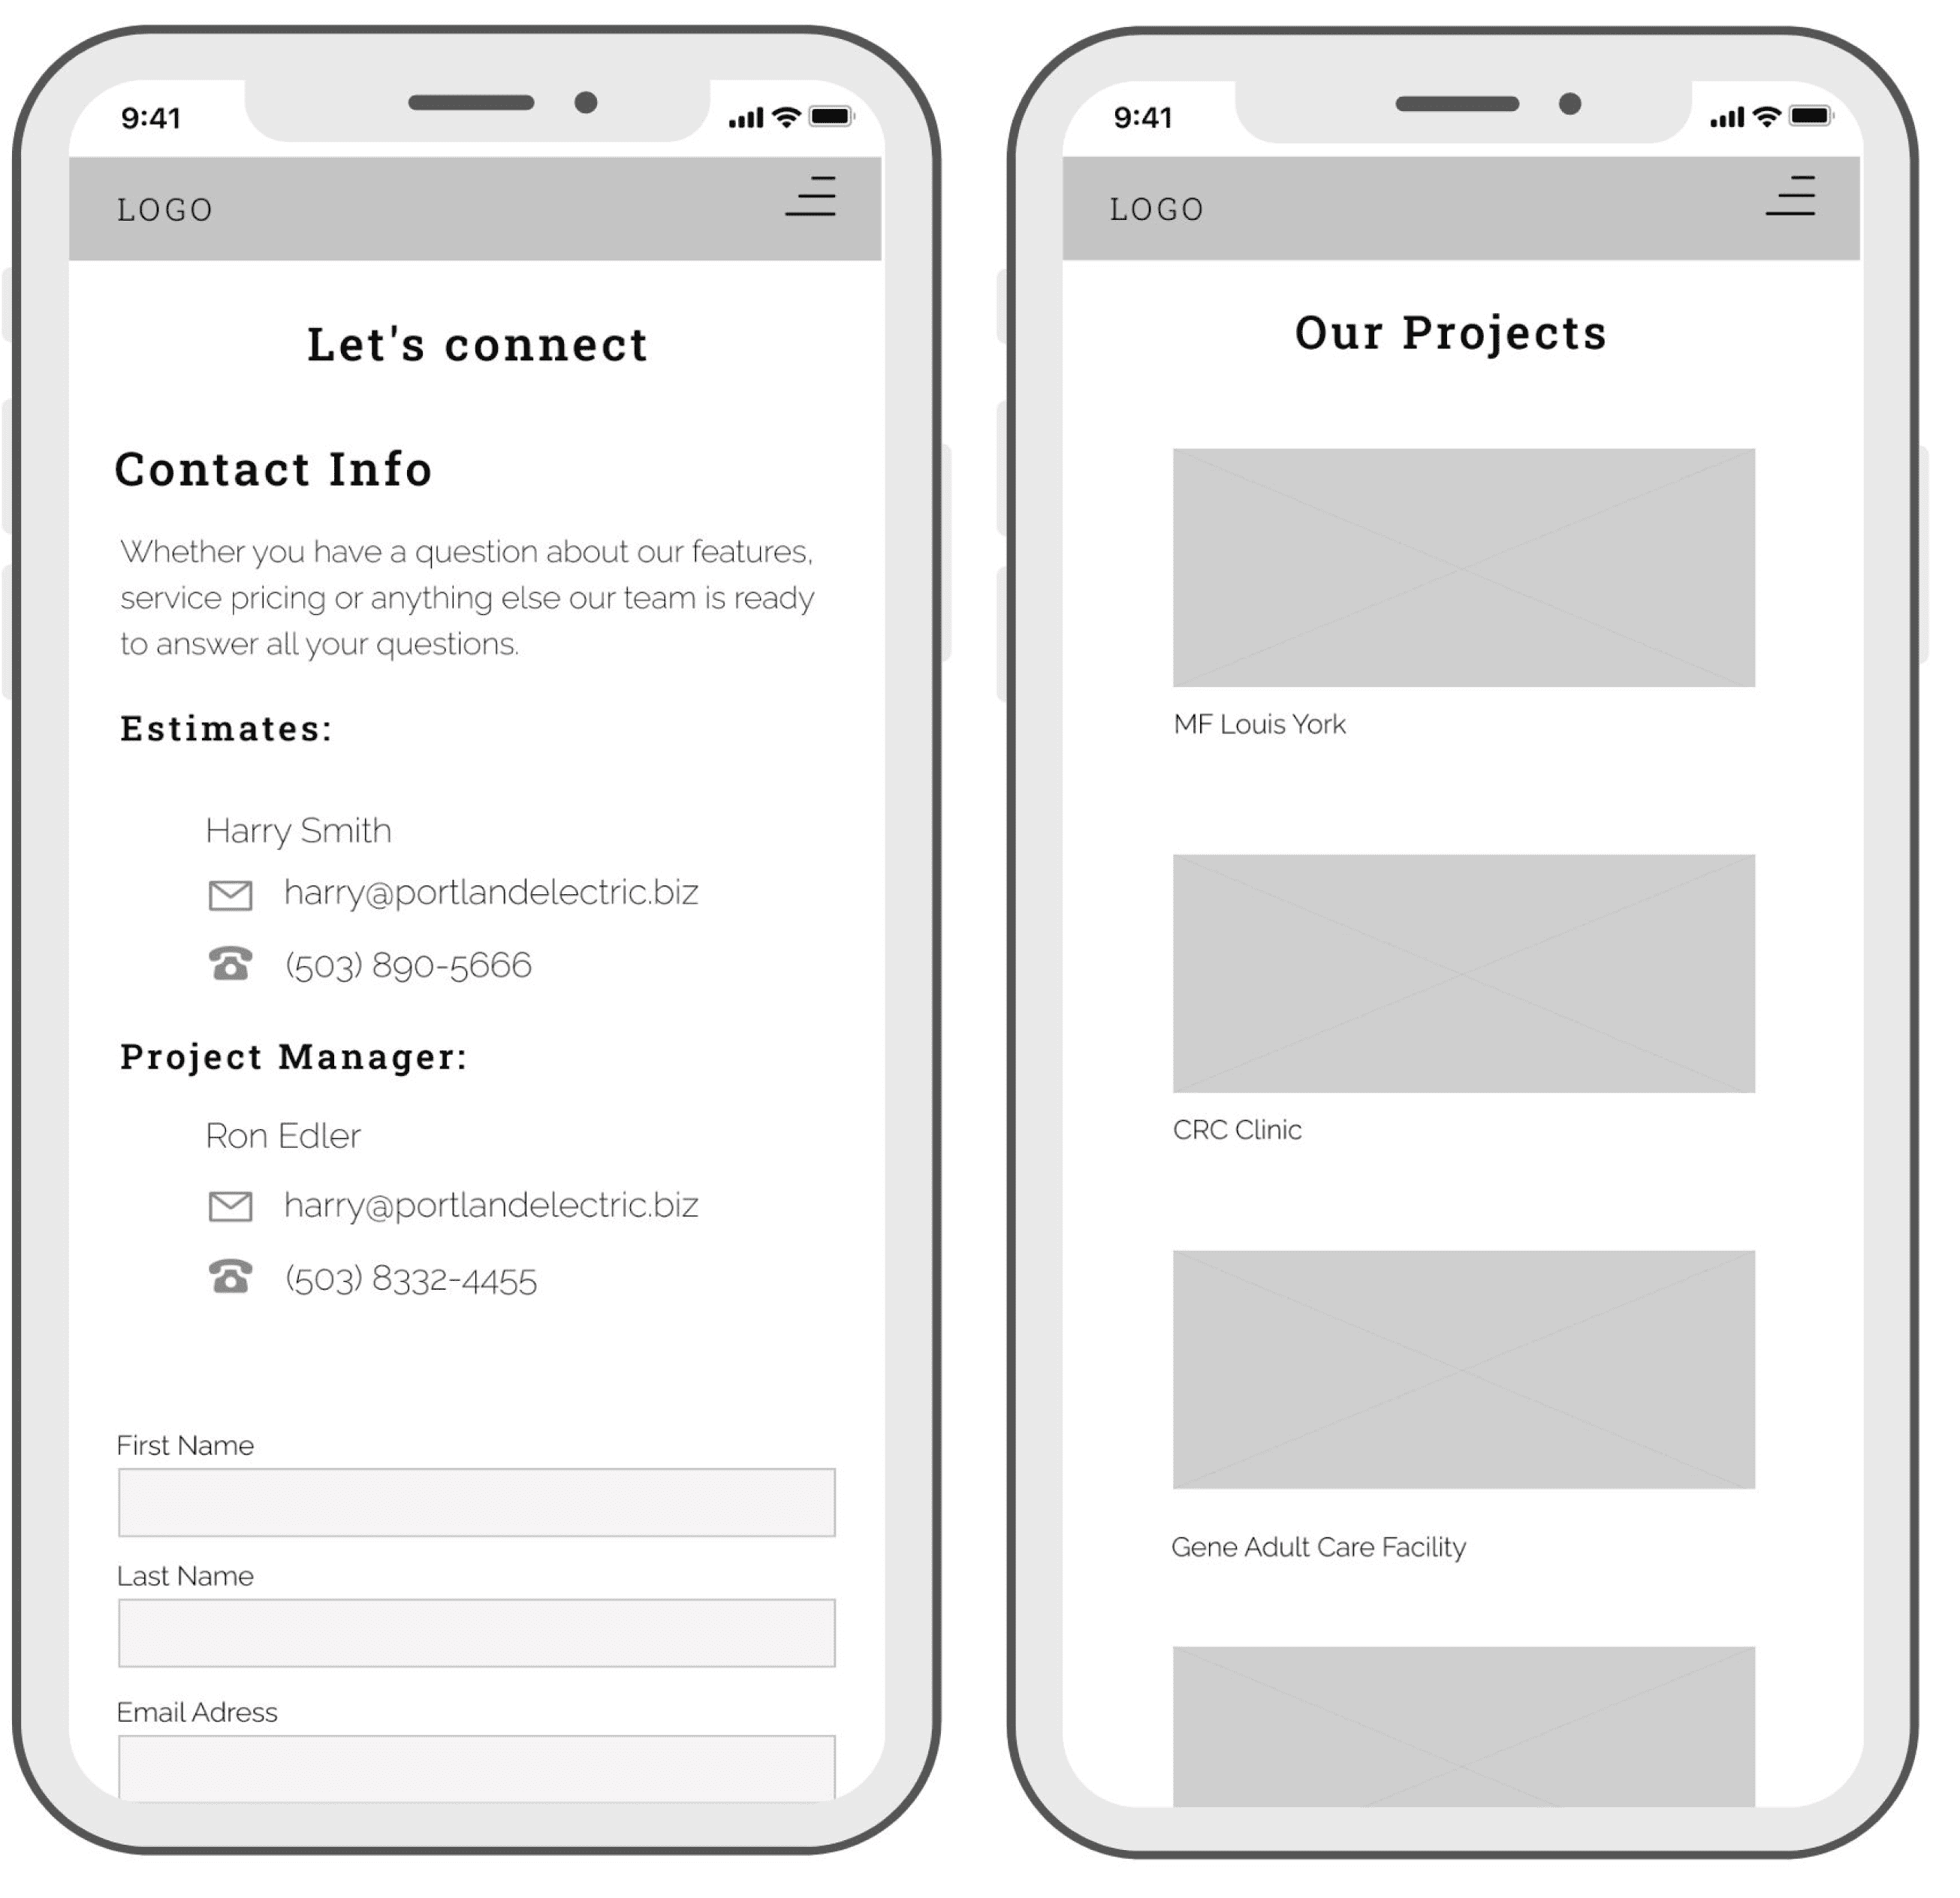 9:41
LOGO
Let's connect
Contact Info
Whether you have a question about our features,
service pricing or anything else our team is ready
to answer all your questions.
Estimates:
Harry Smith
harry@portlandelectric.biz
(503) 890-5666
Project Manager:
Ron Edler
harry@portlandelectric.biz
(503) 8332-4455
First Name
Last Name
Email Adress
9:41
LOGO
Our Projects
MF Louis York
CRC Clinic
Gene Adult Care Facility